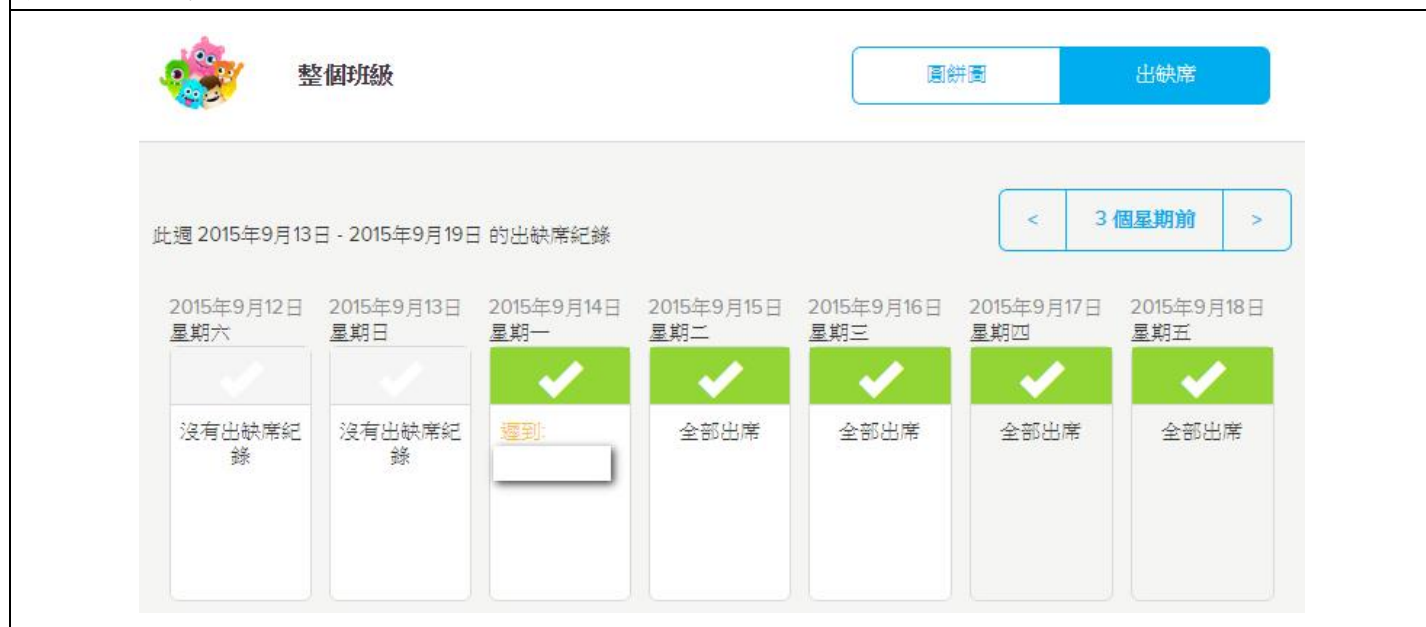 整個班級
圓餅圖
出缺席
此週 2015年9月13日 - 2015年9月19日 的出缺席紀錄
<
3 個星期前
>
2015年9月12日 2015年9月13日 2015年9月14日 2015年9月15日 2015年9月16日 2015年9月17日 2015年9月18日
星期六 星期日 星期一 星期二 星期三 星期四 星期五
沒有出缺席紀 沒有出缺席紀 遲到: 全部出席 全部出席 全部出席 全部出席
錄 錄